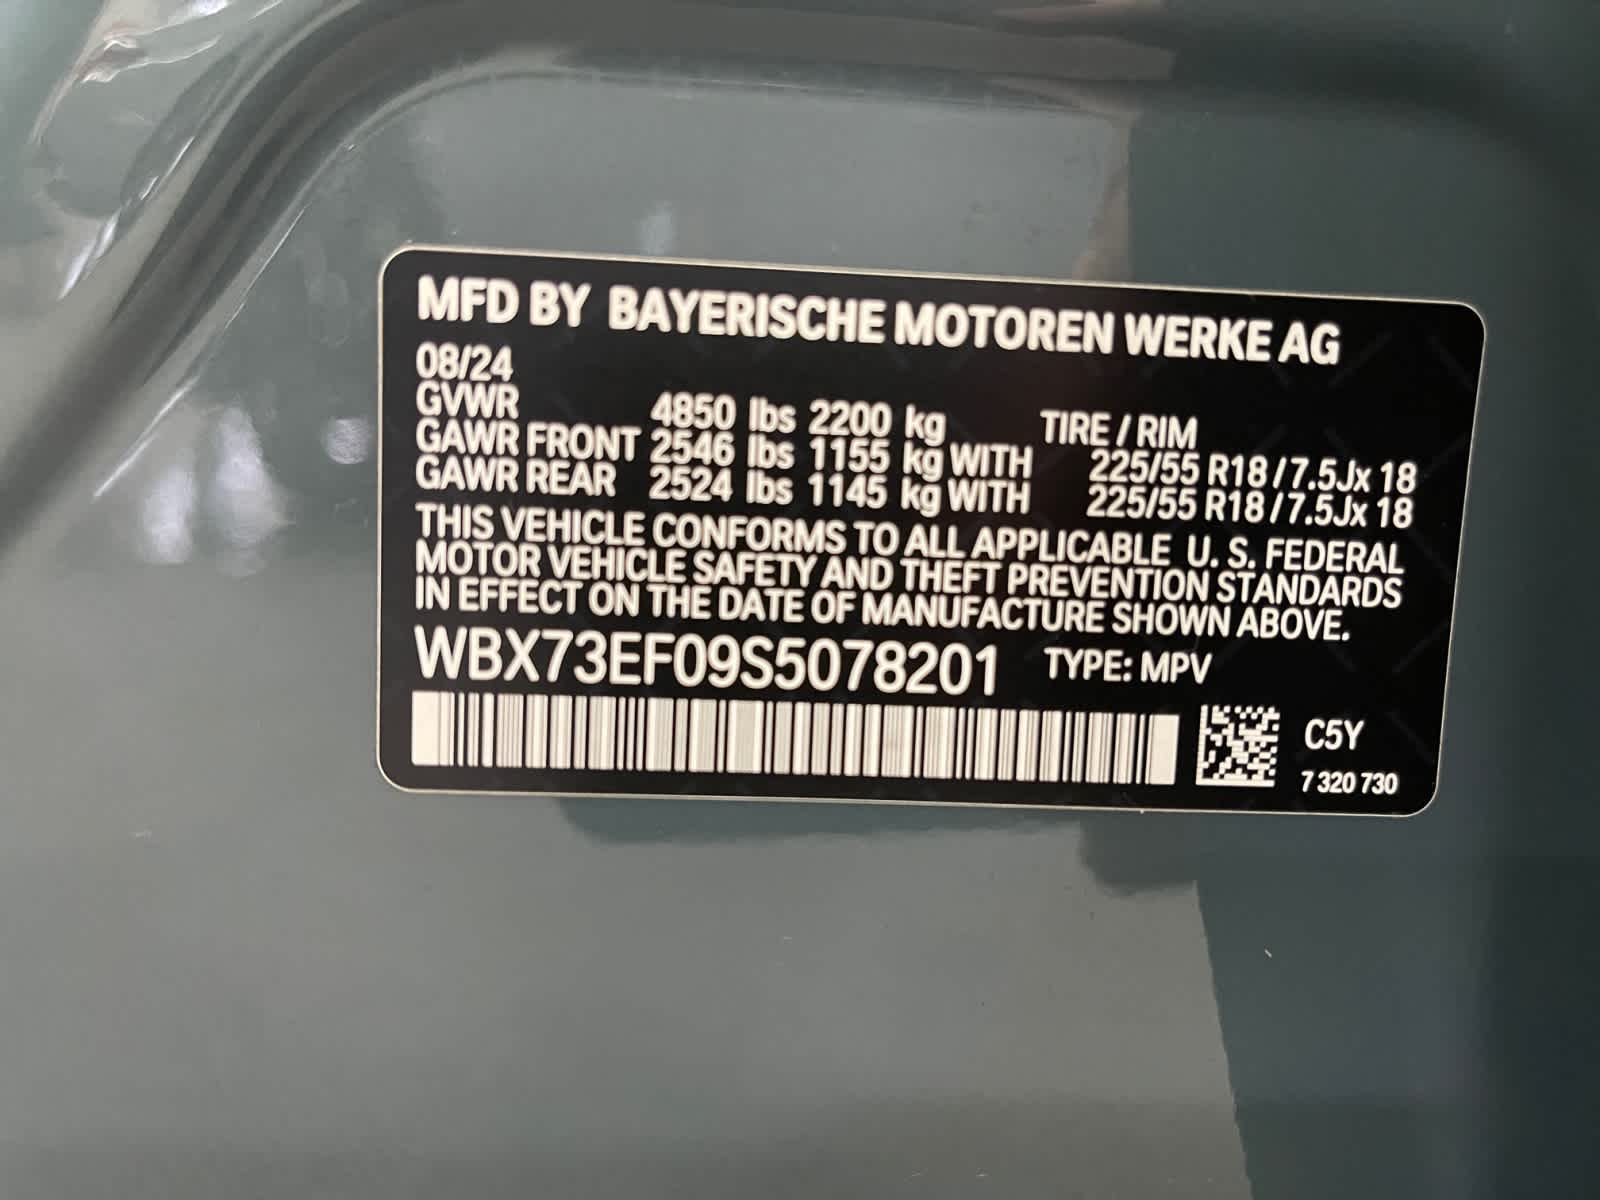 MFD BY BAYERISCHE MOTOREN WERKE AG
08/24
GVWR 4850 lbs 2200 kg TIRE / RIM
GAWR FRONT 2546 lbs 1155 kg WITH 225/55 R18 / 7.5Jx 18
GAWR REAR 2524 lbs 1145 kg WITH 225/55 R18 / 7.5Jx 18
THIS VEHICLE CONFORMS TO ALL APPLICABLE U. S. FEDERAL
MOTOR VEHICLE SAFETY AND THEFT PREVENTION STANDARDS
IN EFFECT ON THE DATE OF MANUFACTURE SHOWN ABOVE.
WBX73EF09S5078201 TYPE: MPV
C5Y
7 320 730